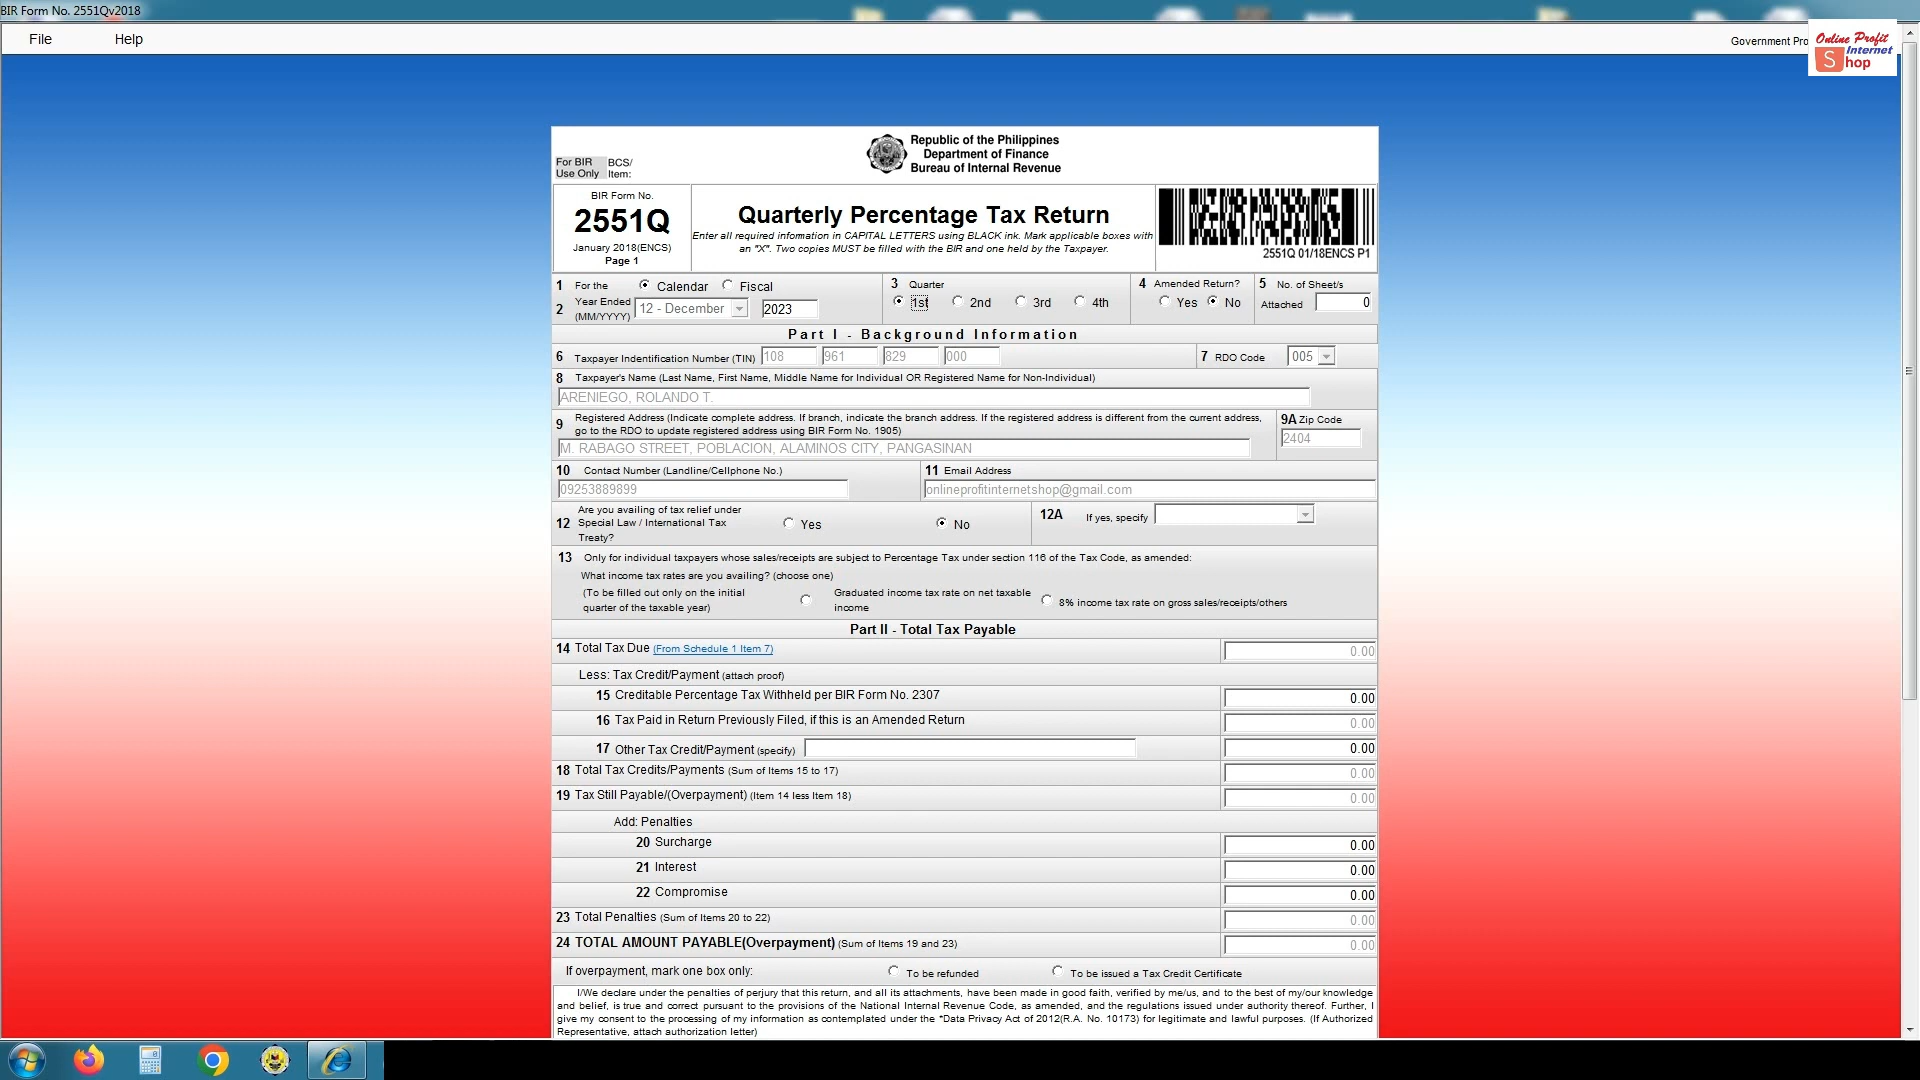 BIR Form No. 2551Qv2018
File Help
Government Pro
Online Profit
Internet
Shop
For BIR BCS/
Use Only Item:
Republic of the Philippines
Department of Finance
Bureau of Internal Revenue
BIR Form No.
2551Q
January 2018(ENCS)
Page 1
Quarterly Percentage Tax Return
Enter all required information in CAPITAL LETTERS using BLACK ink. Mark applicable boxes with
an "X". Two copies MUST be filled with the BIR and one held by the Taxpayer.
2551Q 01/18ENCS P1
1 For the Calendar Fiscal
2 Year Ended (MM/YYYY) 12 - December 2023
3 Quarter
1st 2nd 3rd 4th
4 Amended Return?
Yes No
5 No. of Sheet/s
Attached 0
Part I - Background Information
6 Taxpayer Indentification Number (TIN) 108 961 829 000
7 RDO Code 005
8 Taxpayer's Name (Last Name, First Name, Middle Name for Individual OR Registered Name for Non-Individual)
ARENIEGO, ROLANDO T.
9 Registered Address (Indicate complete address. If branch, indicate the branch address. If the registered address is different from the current address,
go to the RDO to update registered address using BIR Form No. 1905)
M. RABAGO STREET, POBLACION, ALAMINOS CITY, PANGASINAN
9A Zip Code
2404
10 Contact Number (Landline/Cellphone No.)
09253889899
11 Email Address
onlineprofitinternetshop@gmail.com
12 Are you availing of tax relief under
Special Law / International Tax
Treaty?
Yes No
12A If yes, specify
13 Only for individual taxpayers whose sales/receipts are subject to Percentage Tax under section 116 of the Tax Code, as amended:
What income tax rates are you availing? (choose one)
(To be filled out only on the initial
quarter of the taxable year)
Graduated income tax rate on net taxable
income
8% income tax rate on gross sales/receipts/others
Part II - Total Tax Payable
14 Total Tax Due (From Schedule 1 Item 7) 0.00
Less: Tax Credit/Payment (attach proof)
15 Creditable Percentage Tax Withheld per BIR Form No. 2307 0.00
16 Tax Paid in Return Previously Filed, if this is an Amended Return 0.00
17 Other Tax Credit/Payment (specify) 0.00
18 Total Tax Credits/Payments (Sum of Items 15 to 17) 0.00
19 Tax Still Payable/(Overpayment) (Item 14 less Item 18) 0.00
Add: Penalties
20 Surcharge 0.00
21 Interest 0.00
22 Compromise 0.00
23 Total Penalties (Sum of Items 20 to 22) 0.00
24 TOTAL AMOUNT PAYABLE(Overpayment) (Sum of Items 19 and 23) 0.00
If overpayment, mark one box only: To be refunded To be issued a Tax Credit Certificate
I/We declare under the penalties of perjury that this return, and all its attachments, have been made in good faith, verified by me/us, and to the best of my/our knowledge
and belief, is true and correct pursuant to the provisions of the National Internal Revenue Code, as amended, and the regulations issued under authority thereof. Further, I
give my consent to the processing of my information as contemplated under the *Data Privacy Act of 2012(R.A. No. 10173) for legitimate and lawful purposes. (If Authorized
Representative, attach authorization letter)